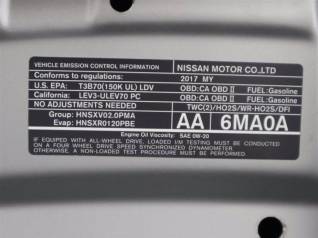 VEHICLE EMISSION CONTROL INFORMATION NISSAN MOTOR CO.,LTD
Conforms to regulations: 2017 MY
U.S. EPA: T3B70(150K UL) LDV OBD:CA OBD II FUEL:Gasoline
California: LEV3-ULEV70 PC OBD:CA OBD II FUEL:Gasoline
NO ADJUSTMENTS NEEDED TWC(2)/HO2S/WR-HO2S/DFI
Group: HNSXV02.0PMA
Evap: HNSXR0120PBE
AA 6MA0A
Engine Oil Viscosity: SAE 0W-20
IF EQUIPPED WITH ALL-WHEEL DRIVE, LOADED I/M TESTING MUST BE CONDUCTED
ON A FOUR WHEEL DRIVE SPEED SYNCHRONIZED DYNAMOMETER.
OTHERWISE A NONTRADITIONAL TEST PROCEDURE MUST BE PERFORMED.